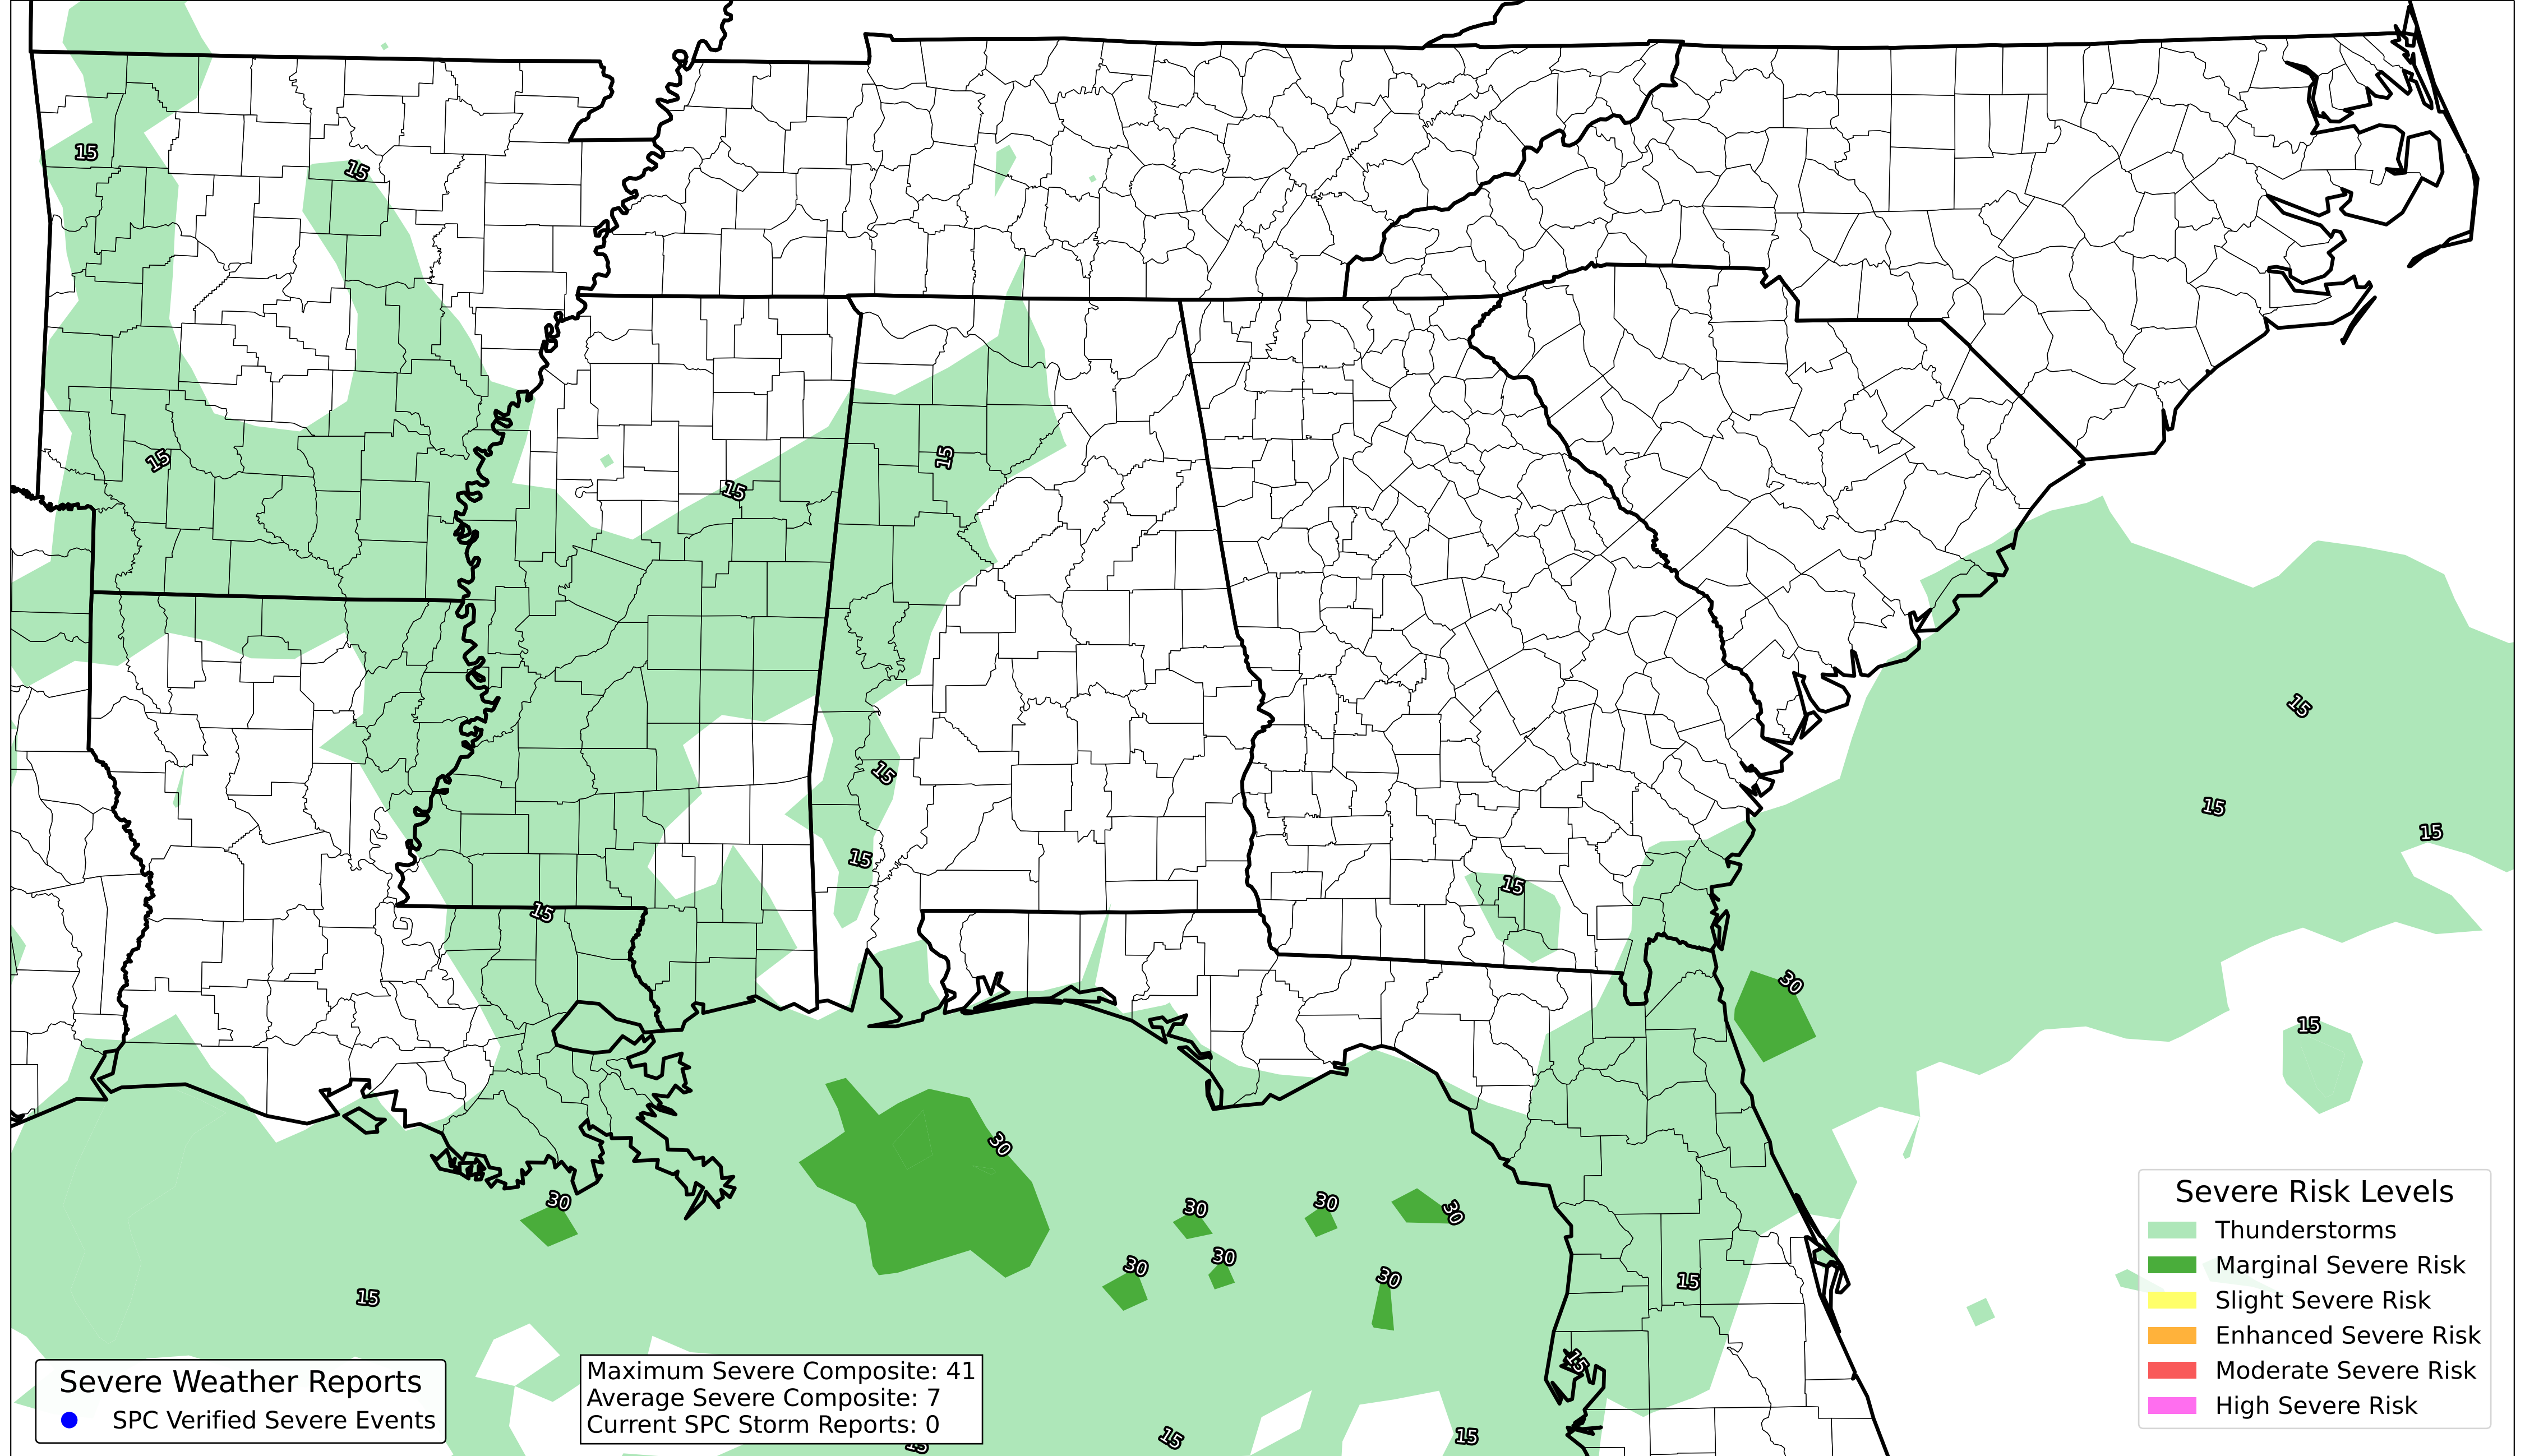 15
15
15
15
15
15
15
15
15
15
15
15
15
30
30
30
30
30
30
30
30
30
15
15
15
15
15
15
Severe Risk Levels
Thunderstorms
Marginal Severe Risk
Slight Severe Risk
Enhanced Severe Risk
Moderate Severe Risk
High Severe Risk
Severe Weather Reports
SPC Verified Severe Events
Maximum Severe Composite: 41
Average Severe Composite: 7
Current SPC Storm Reports: 0